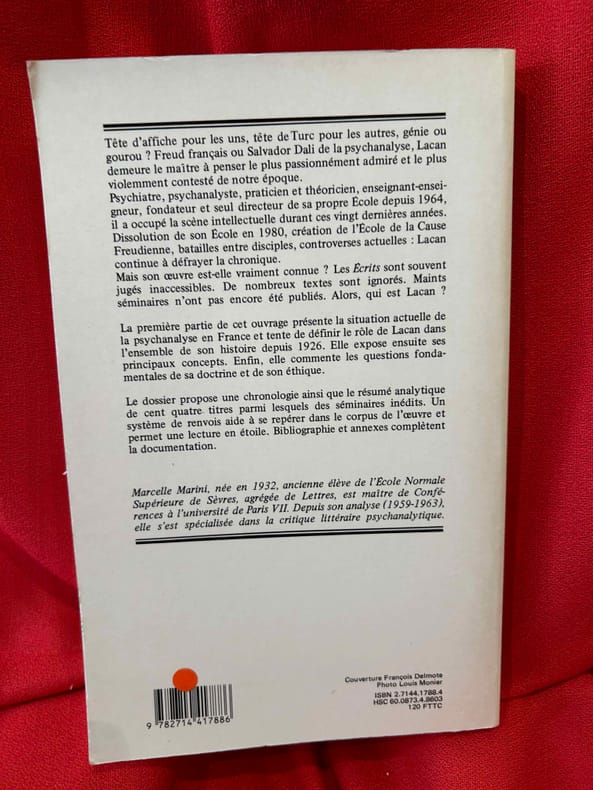 Tête d'affiche pour les uns, tête de Turc pour les autres, génie ou
gourou ? Freud français ou Salvador Dali de la psychanalyse, Lacan
demeure le maître à penser le plus passionnément admiré et le plus
violemment contesté de notre époque.
Psychiatre, psychanalyste, praticien et théoricien, enseignant-ensei-
gneur, fondateur et seul directeur de sa propre École depuis 1964,
il a occupé la scène intellectuelle durant ces vingt dernières années.
Dissolution de son École en 1980, création de l'École de la Cause
Freudienne, batailles entre disciples, controverses actuelles : Lacan
continue à défrayer la chronique.
Mais son œuvre est-elle vraiment connue ? Les Écrits sont souvent
jugés inaccessibles. De nombreux textes sont ignorés. Maints
séminaires n'ont pas encore été publiés. Alors, qui est Lacan ?
La première partie de cet ouvrage présente la situation actuelle de
la psychanalyse en France et tente de définir le rôle de Lacan dans
l'ensemble de son histoire depuis 1926. Elle expose ensuite ses
principaux concepts. Enfin, elle commente les questions fonda-
mentales de sa doctrine et de son éthique.
Le dossier propose une chronologie ainsi que le résumé analytique
de cent quatre titres parmi lesquels des séminaires inédits. Un
système de renvois aide à se repérer dans le corpus de l'œuvre et
permet une lecture en étoile. Bibliographie et annexes complètent
la documentation.
Marcelle Marini, née en 1932, ancienne élève de l'École Normale
Supérieure de Sèvres, agrégée de Lettres, est maître de Confé-
rences à l'université de Paris VII. Depuis son analyse (1959-1963),
elle s'est spécialisée dans la critique littéraire psychanalytique.
Couverture François Delmote
Photo Louis Monier
ISBN 2.7144.1788.4
HSC 60.0873.4.8603
120 FTTC
9 782714 417886